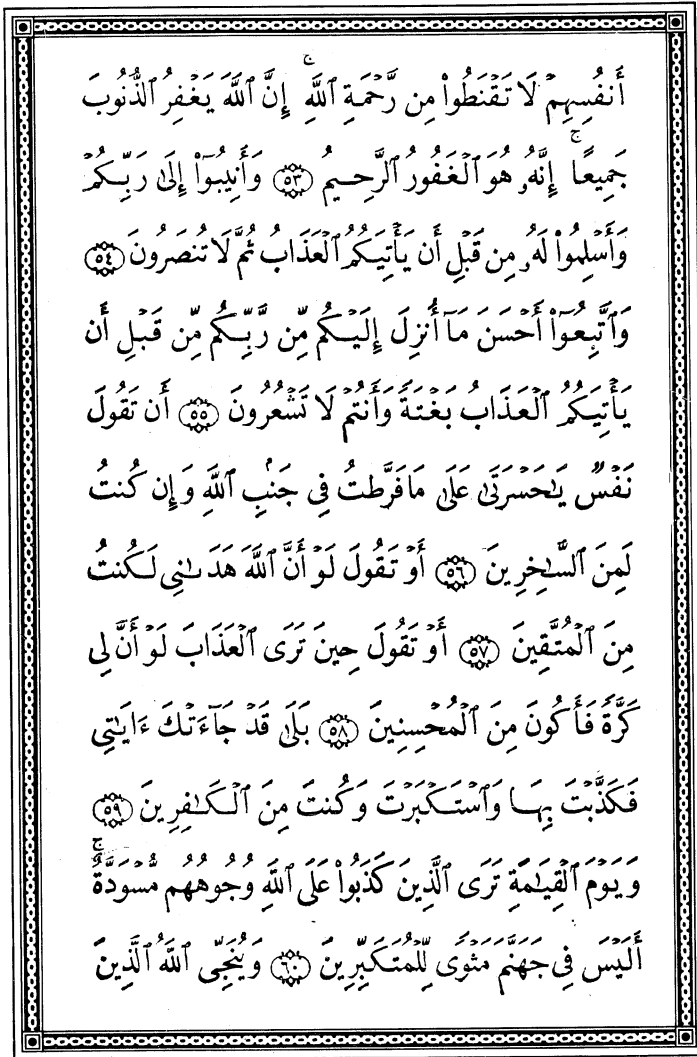 أَنفُسِهِمْ لَا تَقْنَطُوا۟ مِن رَّحْمَةِ ٱللَّهِ ۚ إِنَّ ٱللَّهَ يَغْفِرُ ٱلذُّنُوبَ
جَمِيعًا ۚ إِنَّهُۥ هُوَ ٱلْغَفُورُ ٱلرَّحِيمُ ۝٥٣ وَأَنِيبُوٓا۟ إِلَىٰ رَبِّكُمْ
وَأَسْلِمُوا۟ لَهُۥ مِن قَبْلِ أَن يَأْتِيَكُمُ ٱلْعَذَابُ ثُمَّ لَا تُنصَرُونَ ۝٥٤
وَٱتَّبِعُوٓا۟ أَحْسَنَ مَآ أُنزِلَ إِلَيْكُم مِّن رَّبِّكُم مِّن قَبْلِ أَن
يَأْتِيَكُمُ ٱلْعَذَابُ بَغْتَةً وَأَنتُمْ لَا تَشْعُرُونَ ۝٥٥ أَن تَقُولَ
نَفْسٌ يَـٰحَسْرَتَىٰ عَلَىٰ مَا فَرَّطتُ فِى جَنۢبِ ٱللَّهِ وَإِن كُنتُ
لَمِنَ ٱلسَّـٰخِرِينَ ۝٥٦ أَوْ تَقُولَ لَوْ أَنَّ ٱللَّهَ هَدَىٰنِى لَكُنتُ
مِنَ ٱلْمُتَّقِينَ ۝٥٧ أَوْ تَقُولَ حِينَ تَرَى ٱلْعَذَابَ لَوْ أَنَّ لِى
كَرَّةً فَأَكُونَ مِنَ ٱلْمُحْسِنِينَ ۝٥٨ بَلَىٰ قَدْ جَآءَتْكَ ءَايَـٰتِى
فَكَذَّبْتَ بِهَا وَٱسْتَكْبَرْتَ وَكُنتَ مِنَ ٱلْكَـٰفِرِينَ ۝٥٩
وَيَوْمَ ٱلْقِيَـٰمَةِ تَرَى ٱلَّذِينَ كَذَبُوا۟ عَلَى ٱللَّهِ وُجُوهُهُم مُّسْوَدَّةٌ ۚ
أَلَيْسَ فِى جَهَنَّمَ مَثْوًى لِّلْمُتَكَبِّرِينَ ۝٦٠ وَيُنَجِّى ٱللَّهُ ٱلَّذِينَ